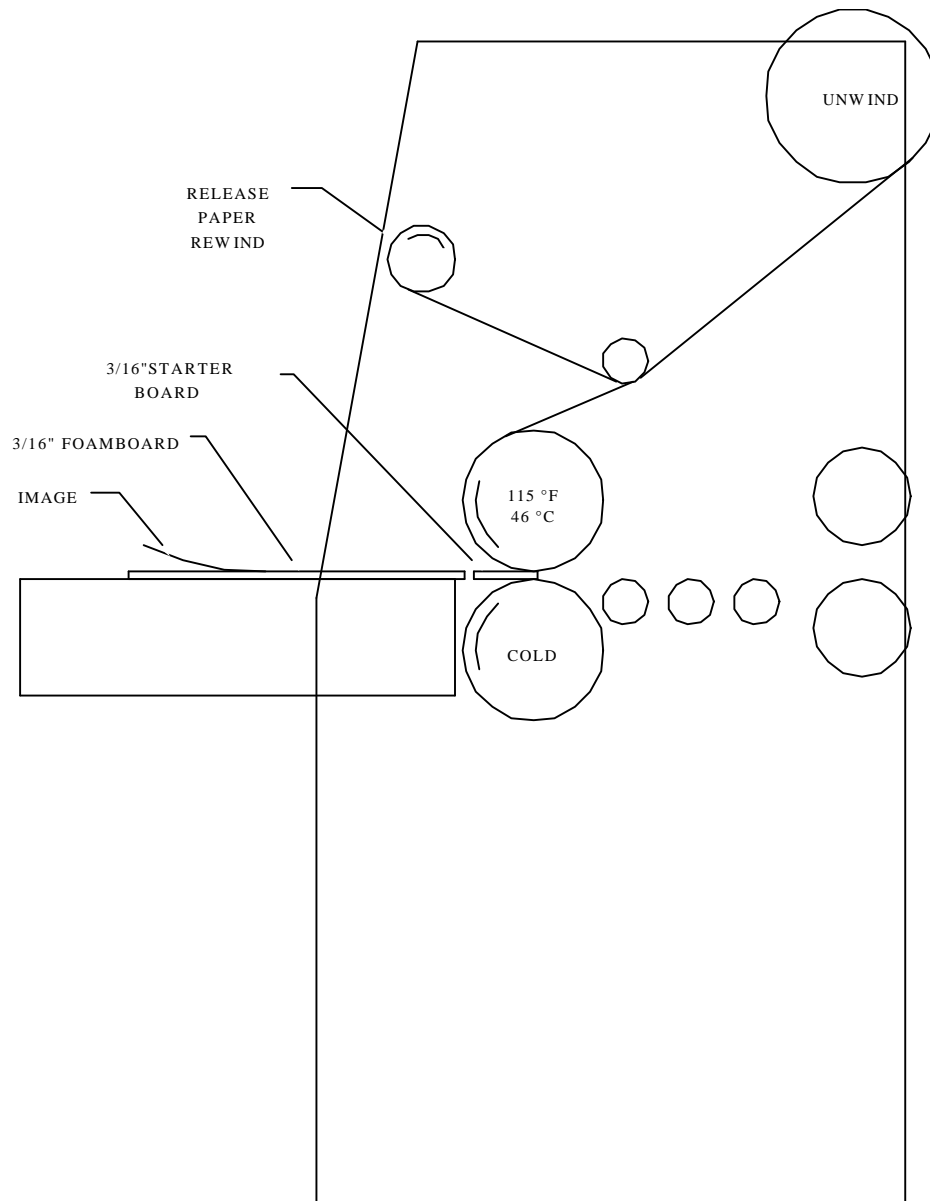 UNWIND
RELEASE
PAPER
REWIND
3/16"STARTER
BOARD
3/16" FOAMBOARD
IMAGE
115 °F
46 °C
COLD